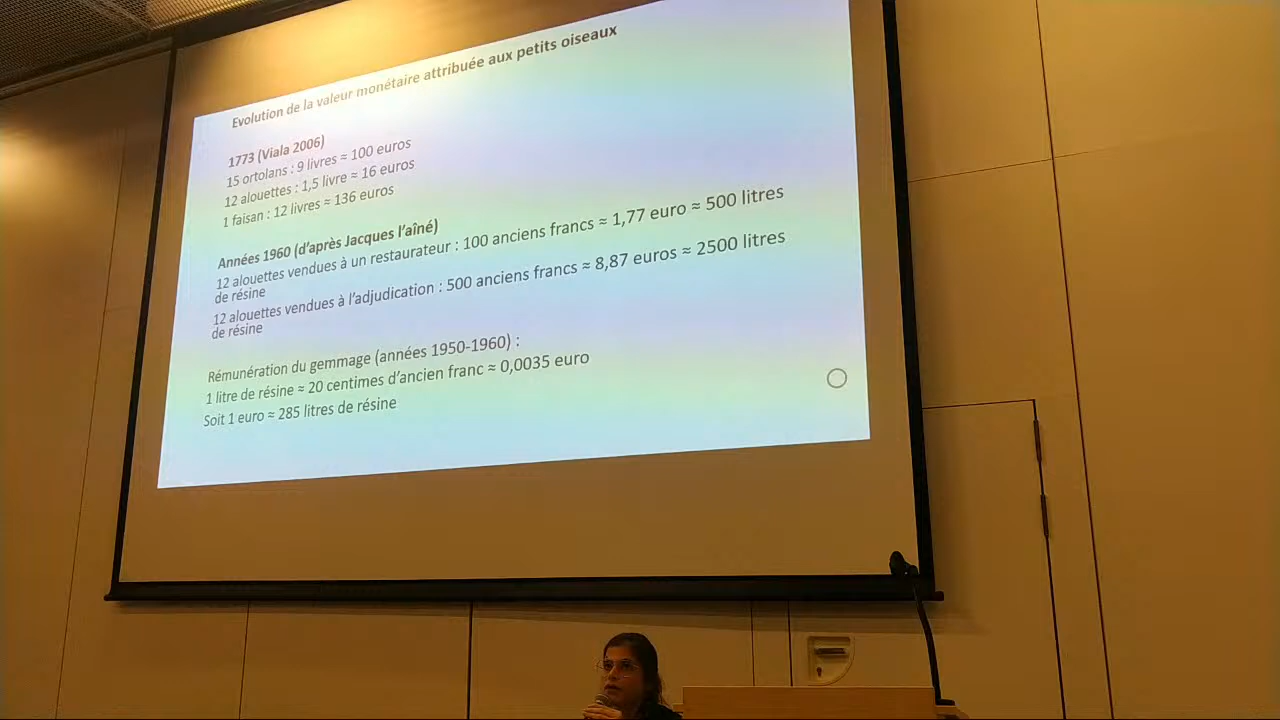 Evolution de la valeur monétaire attribuée aux petits oiseaux
1773 (Viala 2006)
15 ortolans : 9 livres ≈ 100 euros
12 alouettes : 1,5 livre ≈ 16 euros
1 faisan : 12 livres ≈ 136 euros
Années 1960 (d’après Jacques l’aîné)
12 alouettes vendues à un restaurateur : 100 anciens francs ≈ 1,77 euro ≈ 500 litres
de résine
12 alouettes vendues à l’adjudication : 500 anciens francs ≈ 8,87 euros ≈ 2500 litres
de résine
Rémunération du gemmage (années 1950-1960) :
1 litre de résine ≈ 20 centimes d’ancien franc ≈ 0,0035 euro
Soit 1 euro ≈ 285 litres de résine